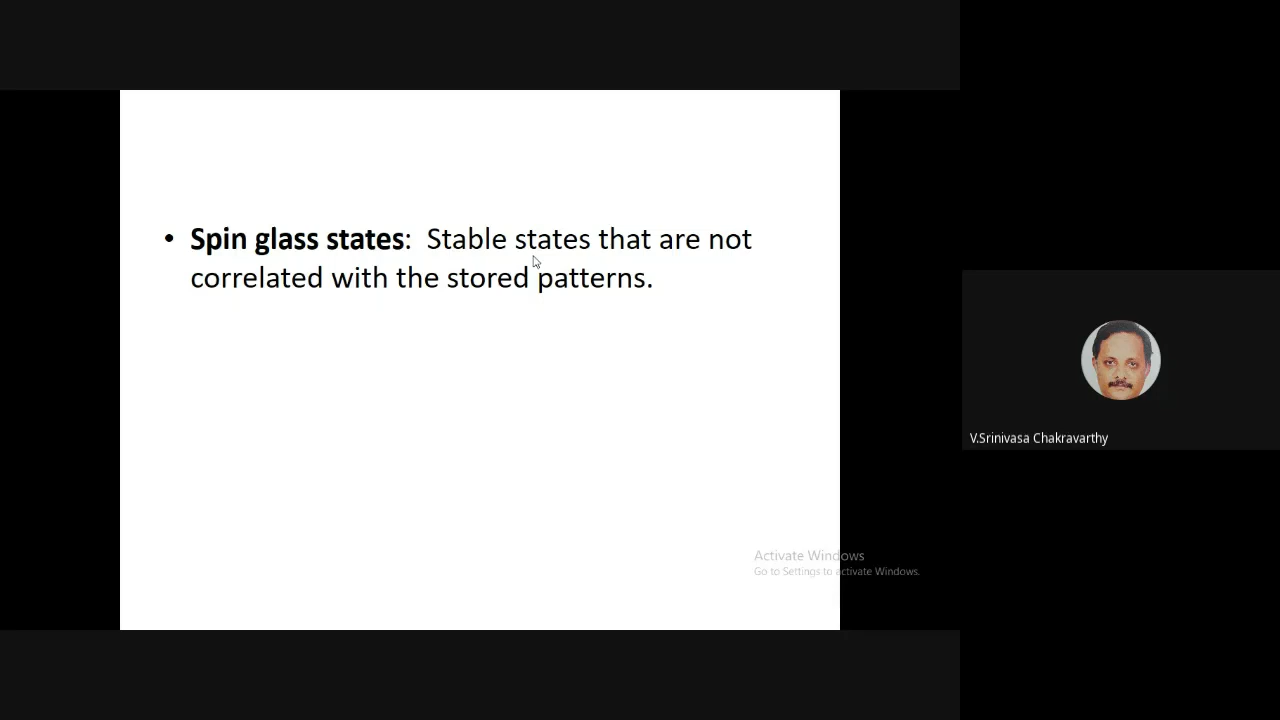 • Spin glass states:  Stable states that are not
correlated with the stored patterns.
V.Srinivasa Chakravarthy
Activate Windows
Go to Settings to activate Windows.